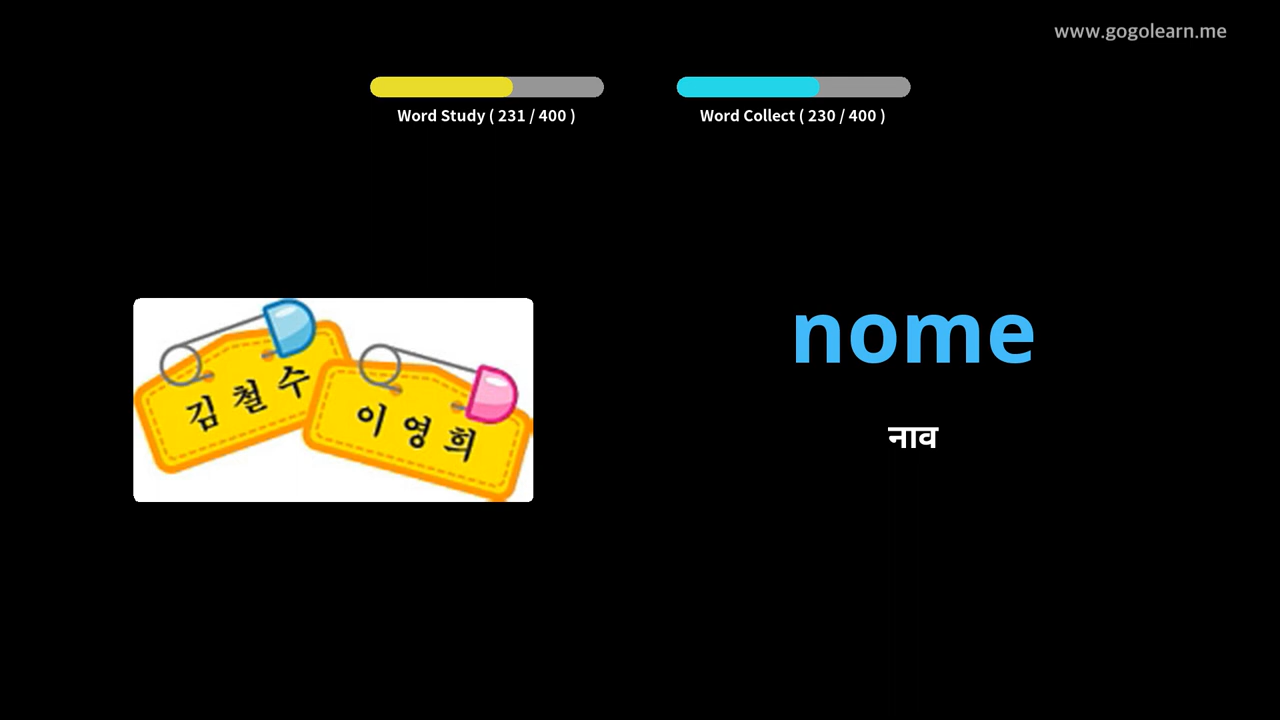 www.gogolearn.me
Word Study ( 231 / 400 )
Word Collect ( 230 / 400 )
김철수
이영희
nome
नाव